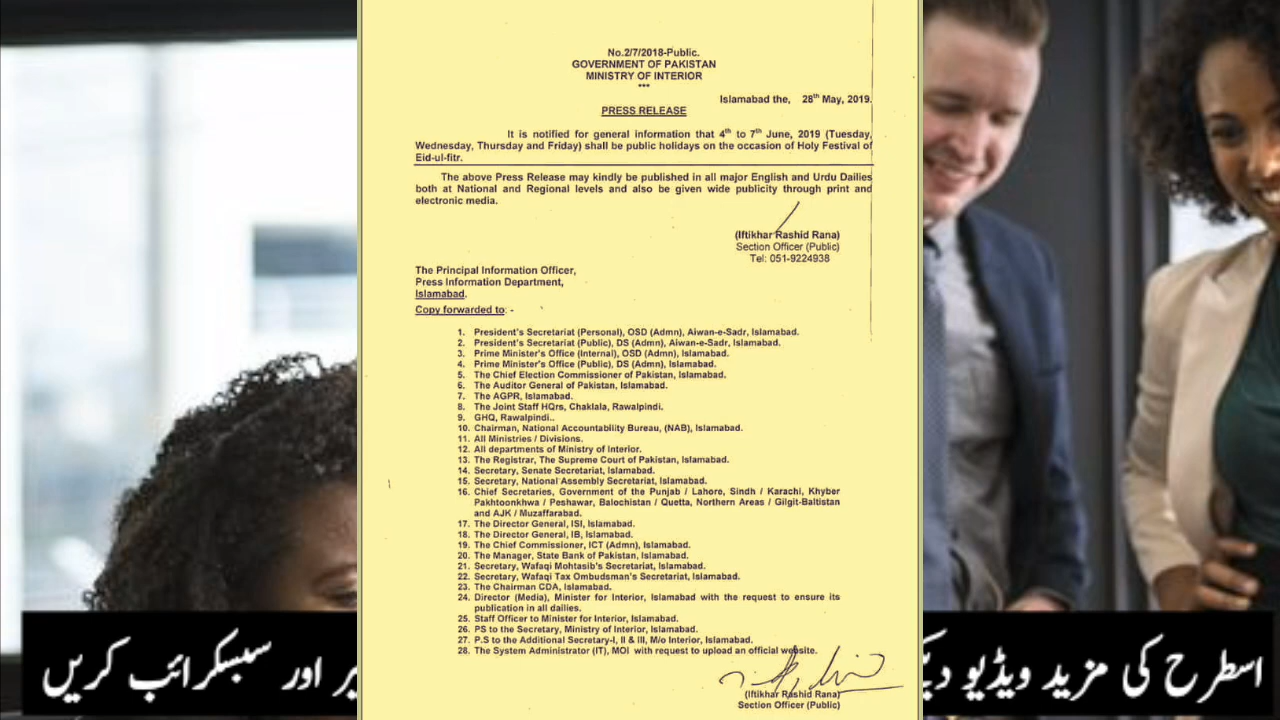 No.2/7/2018-Public.
GOVERNMENT OF PAKISTAN
MINISTRY OF INTERIOR
***
Islamabad the, 28th May, 2019.
PRESS RELEASE
It is notified for general information that 4th to 7th June, 2019 (Tuesday,
Wednesday, Thursday and Friday) shall be public holidays on the occasion of Holy Festival of
Eid-ul-fitr.
The above Press Release may kindly be published in all major English and Urdu Dailies
both at National and Regional levels and also be given wide publicity through print and
electronic media.
(Iftikhar Rashid Rana)
Section Officer (Public)
Tel: 051-9224938
The Principal Information Officer,
Press Information Department,
Islamabad.
Copy forwarded to: -
1. President's Secretariat (Personal), OSD (Admn), Aiwan-e-Sadr, Islamabad.
2. President's Secretariat (Public), DS (Admn), Aiwan-e-Sadr, Islamabad.
3. Prime Minister's Office (Internal), OSD (Admn), Islamabad.
4. Prime Minister's Office (Public), DS (Admn), Islamabad.
5. The Chief Election Commissioner of Pakistan, Islamabad.
6. The Auditor General of Pakistan, Islamabad.
7. The AGPR, Islamabad.
8. The Joint Staff HQrs, Chaklala, Rawalpindi.
9. GHQ, Rawalpindi..
10. Chairman, National Accountability Bureau, (NAB), Islamabad.
11. All Ministries / Divisions.
12. All departments of Ministry of Interior.
13. The Registrar, The Supreme Court of Pakistan, Islamabad.
14. Secretary, Senate Secretariat, Islamabad.
15. Secretary, National Assembly Secretariat, Islamabad.
16. Chief Secretaries, Government of the Punjab / Lahore, Sindh / Karachi, Khyber
Pakhtoonkhwa / Peshawar, Balochistan / Quetta, Northern Areas / Gilgit-Baltistan
and AJK / Muzaffarabad.
17. The Director General, ISI, Islamabad.
18. The Director General, IB, Islamabad.
19. The Chief Commissioner, ICT (Admn), Islamabad.
20. The Manager, State Bank of Pakistan, Islamabad.
21. Secretary, Wafaqi Mohtasib's Secretariat, Islamabad.
22. Secretary, Wafaqi Tax Ombudsman's Secretariat, Islamabad.
23. The Chairman CDA, Islamabad.
24. Director (Media), Minister for Interior, Islamabad with the request to ensure its
publication in all dailies.
25. Staff Officer to Minister for Interior, Islamabad.
26. PS to the Secretary, Ministry of Interior, Islamabad.
27. P.S to the Additional Secretary-I, II & III, M/o Interior, Islamabad.
28. The System Administrator (IT), MOI with request to upload an official website.
(Iftikhar Rashid Rana)
Section Officer (Public)
اسطرح کی مزید ویڈیو
اور سبسکرائب کریں